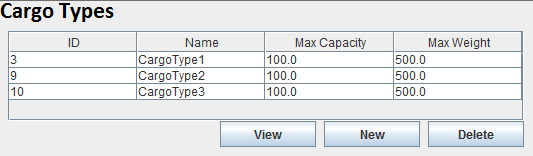 Cargo Types
ID Name Max Capacity Max Weight
3 CargoType1 100.0 500.0
9 CargoType2 100.0 500.0
10 CargoType3 100.0 500.0
View New Delete